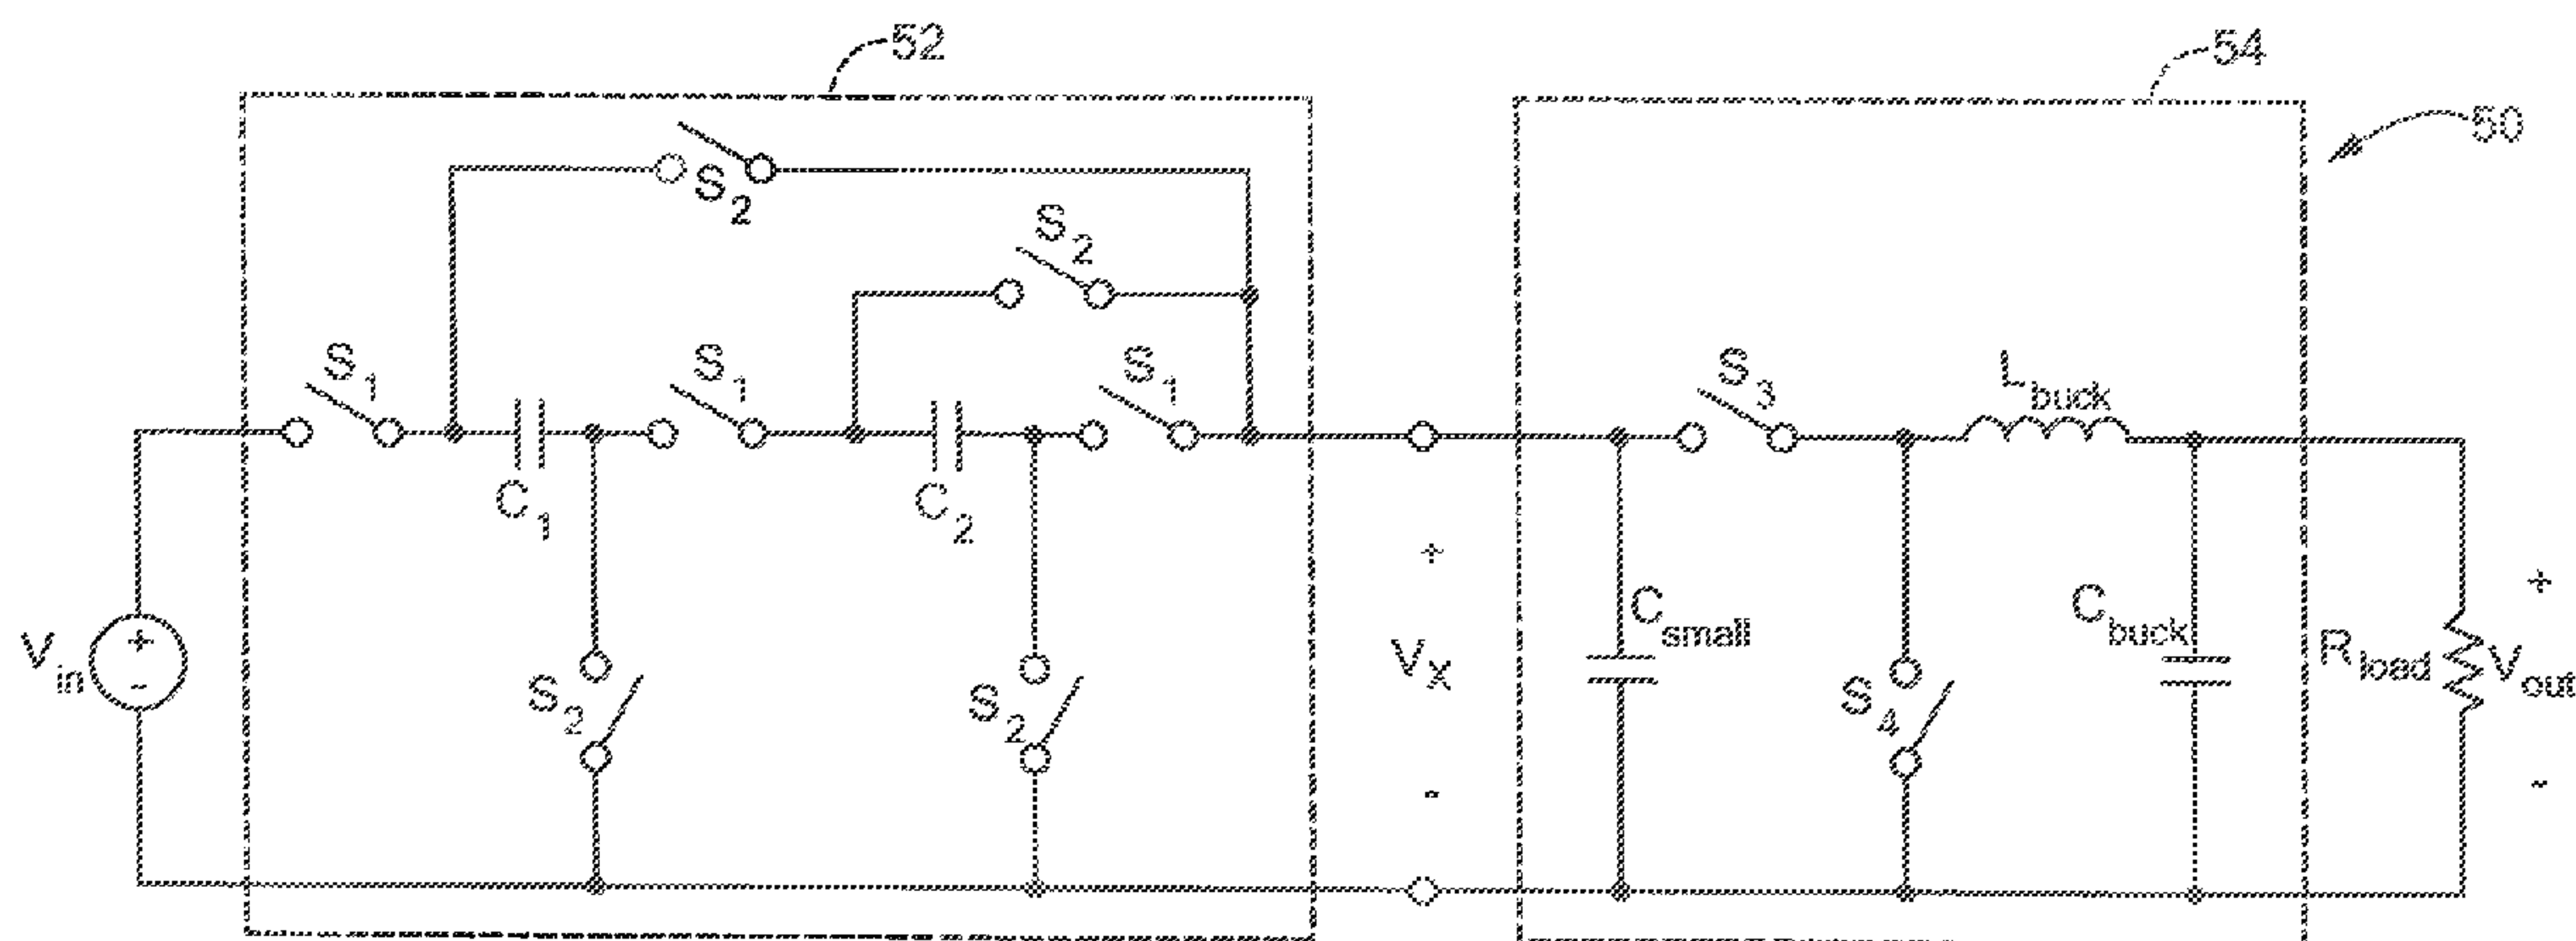 52
54
50
S2
S2
S1
S1
S1
S3
Lbuck
C1
C2
+
Vx
-
Vin
+
-
S2
S2
Csmall
S4
Cbuck
Rload
+
Vout
-